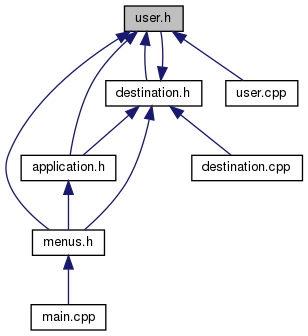 user.h
destination.h
user.cpp
application.h
destination.cpp
menus.h
main.cpp